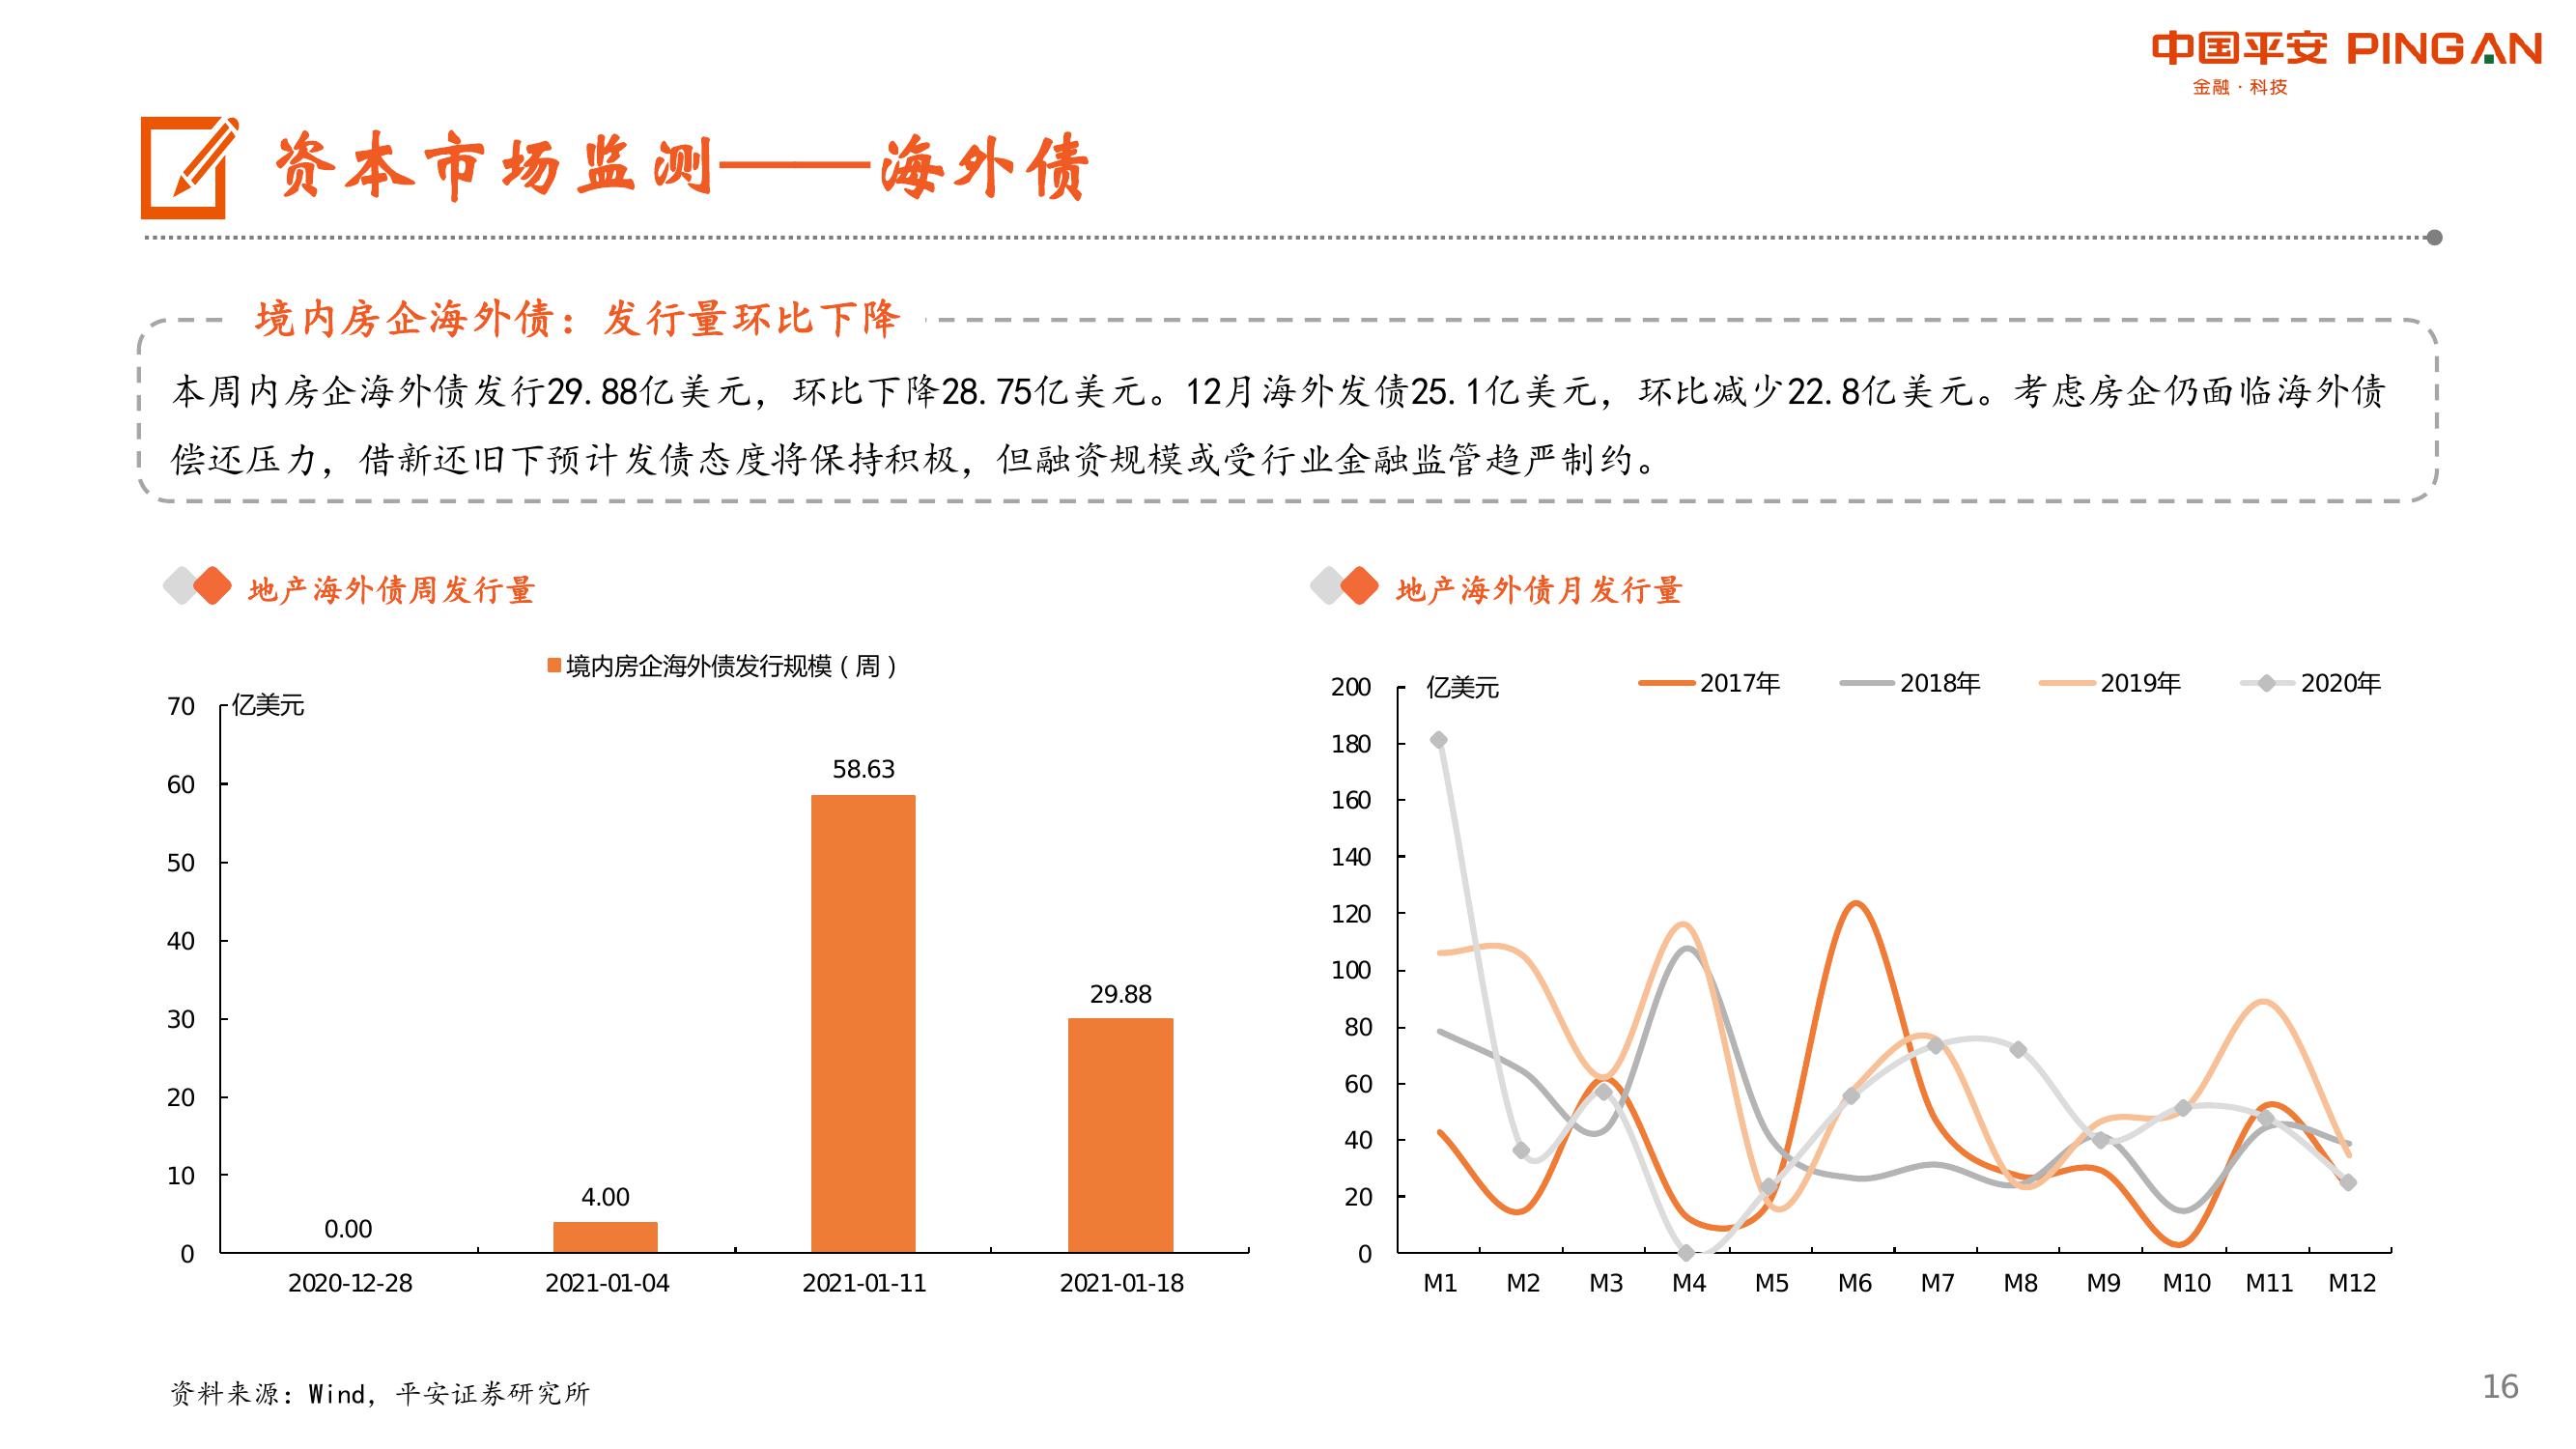 中国平安 PINGAN
金融·科技
资本市场监测——海外债
境内房企海外债：发行量环比下降
本周内房企海外债发行29.88亿美元，环比下降28.75亿美元。12月海外发债25.1亿美元，环比减少22.8亿美元。考虑房企仍面临海外债
偿还压力，借新还旧下预计发债态度将保持积极，但融资规模或受行业金融监管趋严制约。
地产海外债周发行量
境内房企海外债发行规模（周）
亿美元
70
60
50
40
30
20
10
0
0.00
4.00
58.63
29.88
2020-12-28
2021-01-04
2021-01-11
2021-01-18
地产海外债月发行量
亿美元
2017年
2018年
2019年
2020年
200
180
160
140
120
100
80
60
40
20
0
M1
M2
M3
M4
M5
M6
M7
M8
M9
M10
M11
M12
资料来源：Wind，平安证券研究所
16